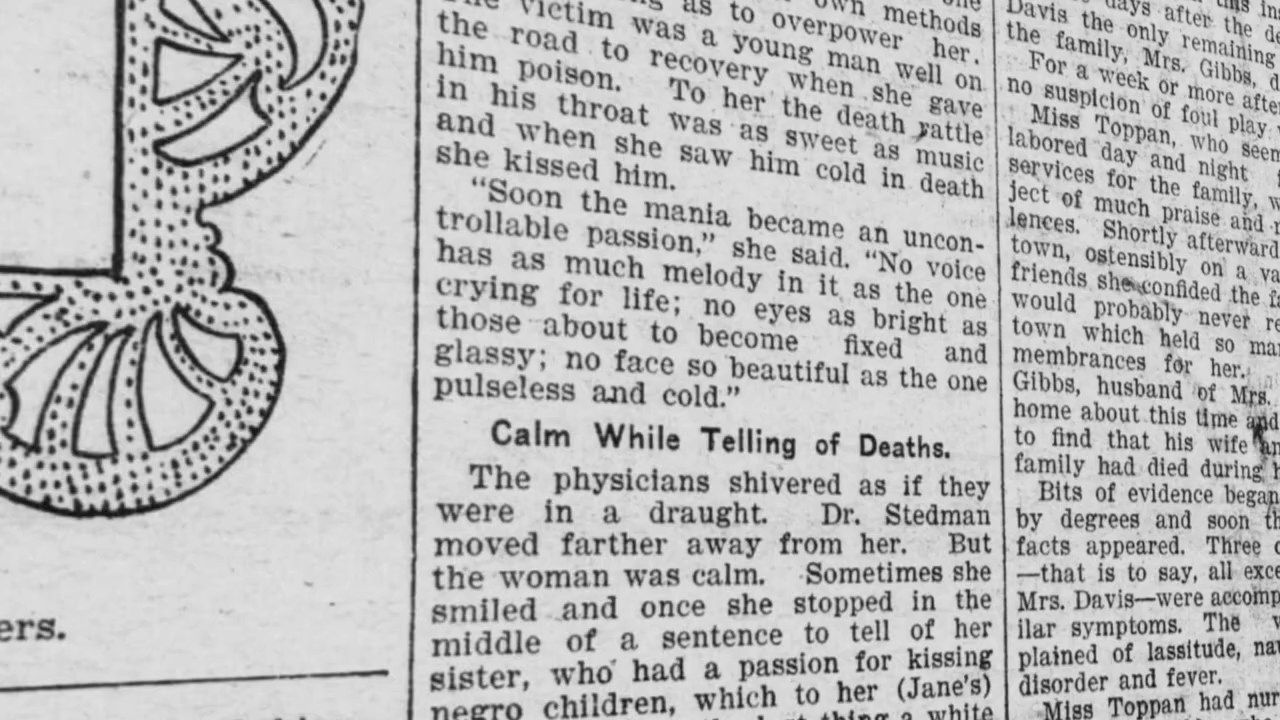 ers.
as to overpower her.
own methods
victim was a young man well on
the road to recovery when she gave
him poison. To her the death rattle
in his throat was as sweet as music
and when she saw him cold in death
she kissed him.
"Soon the mania became an uncon-
trollable passion," she said. "No voice
has as much melody in it as the one
crying for life; no eyes as bright as
those about to become fixed and
glassy; no face so beautiful as the one
pulseless and cold."
Calm While Telling of Deaths.
The physicians shivered as if they
were in a draught. Dr. Stedman
moved farther away from her. But
the woman was calm. Sometimes she
smiled and once she stopped in the
middle of a sentence to tell of her
sister, who had a passion for kissing
negro children, which to her (Jane's)
thing a white
days after the
Davis the only remaining
the family, Mrs. Gibbs,
For a week or more
no suspicion of foul play
Miss Toppan, who
labored day and night
services for the family,
ject of much praise and
lences. Shortly
town, ostensibly on a
friends she confided the
would probably never
town which held so
membrances for her.
Gibbs, husband of Mrs.
home about this time and
to find that his wife
family had died during
Bits of evidence began
by degrees and soon
facts appeared. Three
—that is to say, all
Mrs. Davis—were
ilar symptoms. The
plained of lassitude,
disorder and fever.
Miss Toppan had